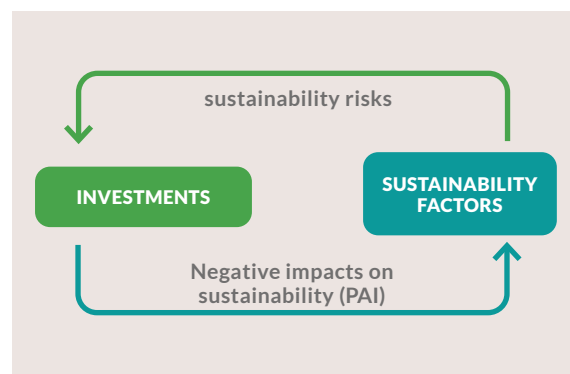 sustainability risks
INVESTMENTS
SUSTAINABILITY
FACTORS
Negative impacts on
sustainability (PAI)